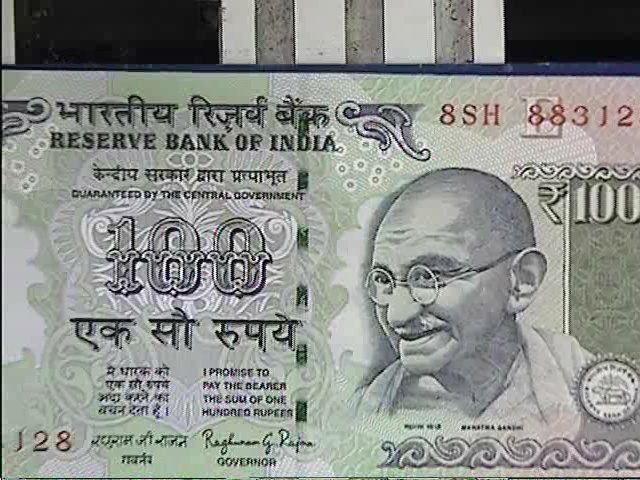 भारतीय रिज़र्व बैंक
RESERVE BANK OF INDIA
8SH 88312
केन्द्रीय सरकार द्वारा प्रत्याभूत
GUARANTEED BY THE CENTRAL GOVERNMENT
₹100
100
एक सौ रुपये
मैं धारक को
एक सौ रुपये
अदा करने का
वचन देता हूँ।
I PROMISE TO
PAY THE BEARER
THE SUM OF ONE
HUNDRED RUPEES
128
रघुराम जी राजन
गवर्नर
Raghuram G. Rajan
GOVERNOR
MAHATMA GANDHI